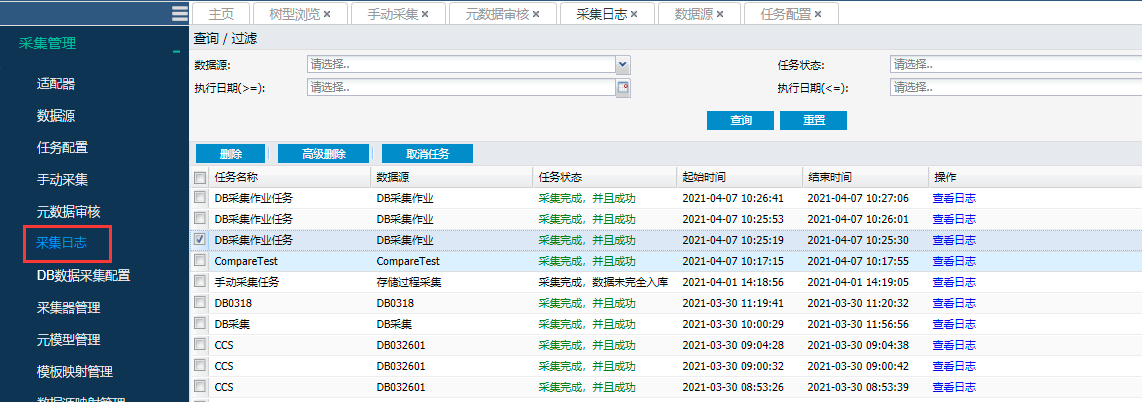 主页 树型浏览 × 手动采集 × 元数据审核 × 采集日志 × 数据源 × 任务配置 ×
采集管理
适配器
数据源
任务配置
手动采集
元数据审核
采集日志
DB数据采集配置
采集器管理
元模型管理
模板映射管理
数据源映射管理
查询 / 过滤
数据源: 请选择.. 任务状态: 请选择..
执行日期(>=): 请选择.. 执行日期(<=): 请选择..
查询 重置
删除 高级删除 取消任务
任务名称 数据源 任务状态 起始时间 结束时间 操作
DB采集作业任务 DB采集作业 采集完成，并且成功 2021-04-07 10:26:41 2021-04-07 10:27:06 查看日志
DB采集作业任务 DB采集作业 采集完成，并且成功 2021-04-07 10:25:53 2021-04-07 10:26:01 查看日志
DB采集作业任务 DB采集作业 采集完成，并且成功 2021-04-07 10:25:19 2021-04-07 10:25:30 查看日志
CompareTest CompareTest 采集完成，并且成功 2021-04-07 10:17:15 2021-04-07 10:17:55 查看日志
手动采集任务 存储过程采集 采集完成，数据未完全入库 2021-04-01 14:18:56 2021-04-01 14:19:05 查看日志
DB0318 DB0318 采集完成，并且成功 2021-03-30 11:19:41 2021-03-30 11:20:32 查看日志
DB采集 DB采集 采集完成，并且成功 2021-03-30 10:00:29 2021-03-30 11:56:56 查看日志
CCS DB032601 采集完成，并且成功 2021-03-30 09:04:28 2021-03-30 09:04:38 查看日志
CCS DB032601 采集完成，并且成功 2021-03-30 09:00:32 2021-03-30 09:00:42 查看日志
CCS DB032601 采集完成，并且成功 2021-03-30 08:53:26 2021-03-30 08:53:39 查看日志